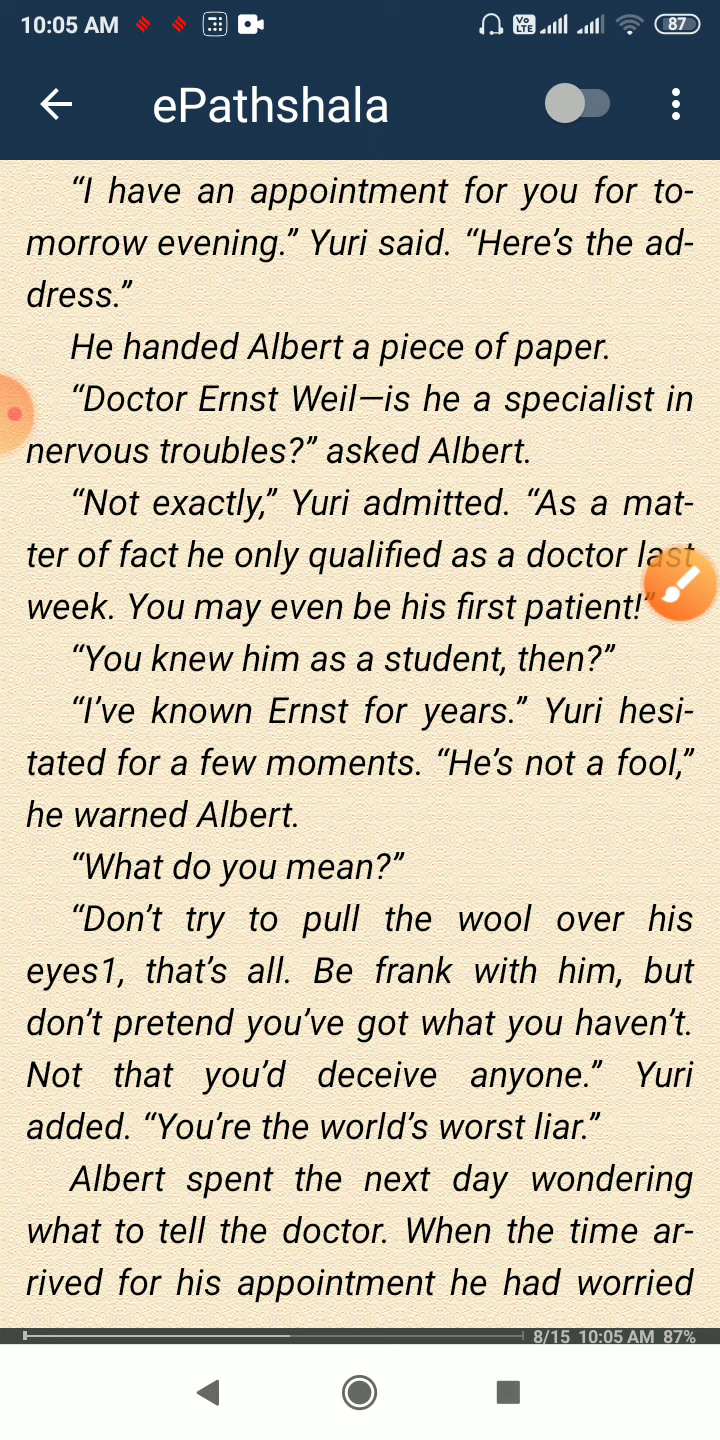 10:05 AM Vo LTE 87
ePathshala
“I have an appointment for you for to-
morrow evening.” Yuri said. “Here’s the ad-
dress.”
He handed Albert a piece of paper.
“Doctor Ernst Weil—is he a specialist in
nervous troubles?” asked Albert.
“Not exactly,” Yuri admitted. “As a mat-
ter of fact he only qualified as a doctor last
week. You may even be his first patient!”
“You knew him as a student, then?”
“I’ve known Ernst for years.” Yuri hesi-
tated for a few moments. “He’s not a fool,”
he warned Albert.
“What do you mean?”
“Don’t try to pull the wool over his
eyes1, that’s all. Be frank with him, but
don’t pretend you’ve got what you haven’t.
Not that you’d deceive anyone.” Yuri
added. “You’re the world’s worst liar.”
Albert spent the next day wondering
what to tell the doctor. When the time ar-
rived for his appointment he had worried
8/15 10:05 AM 87%